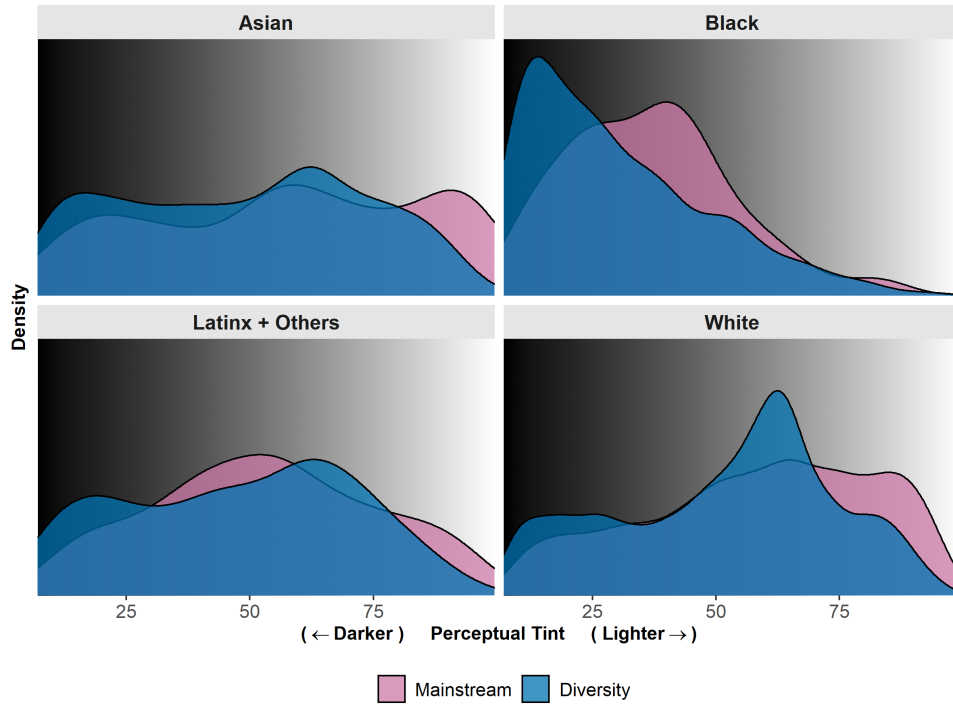 Asian
Black
Density
Latinx + Others
White
25 50 75
25 50 75
( ← Darker ) Perceptual Tint ( Lighter → )
Mainstream Diversity